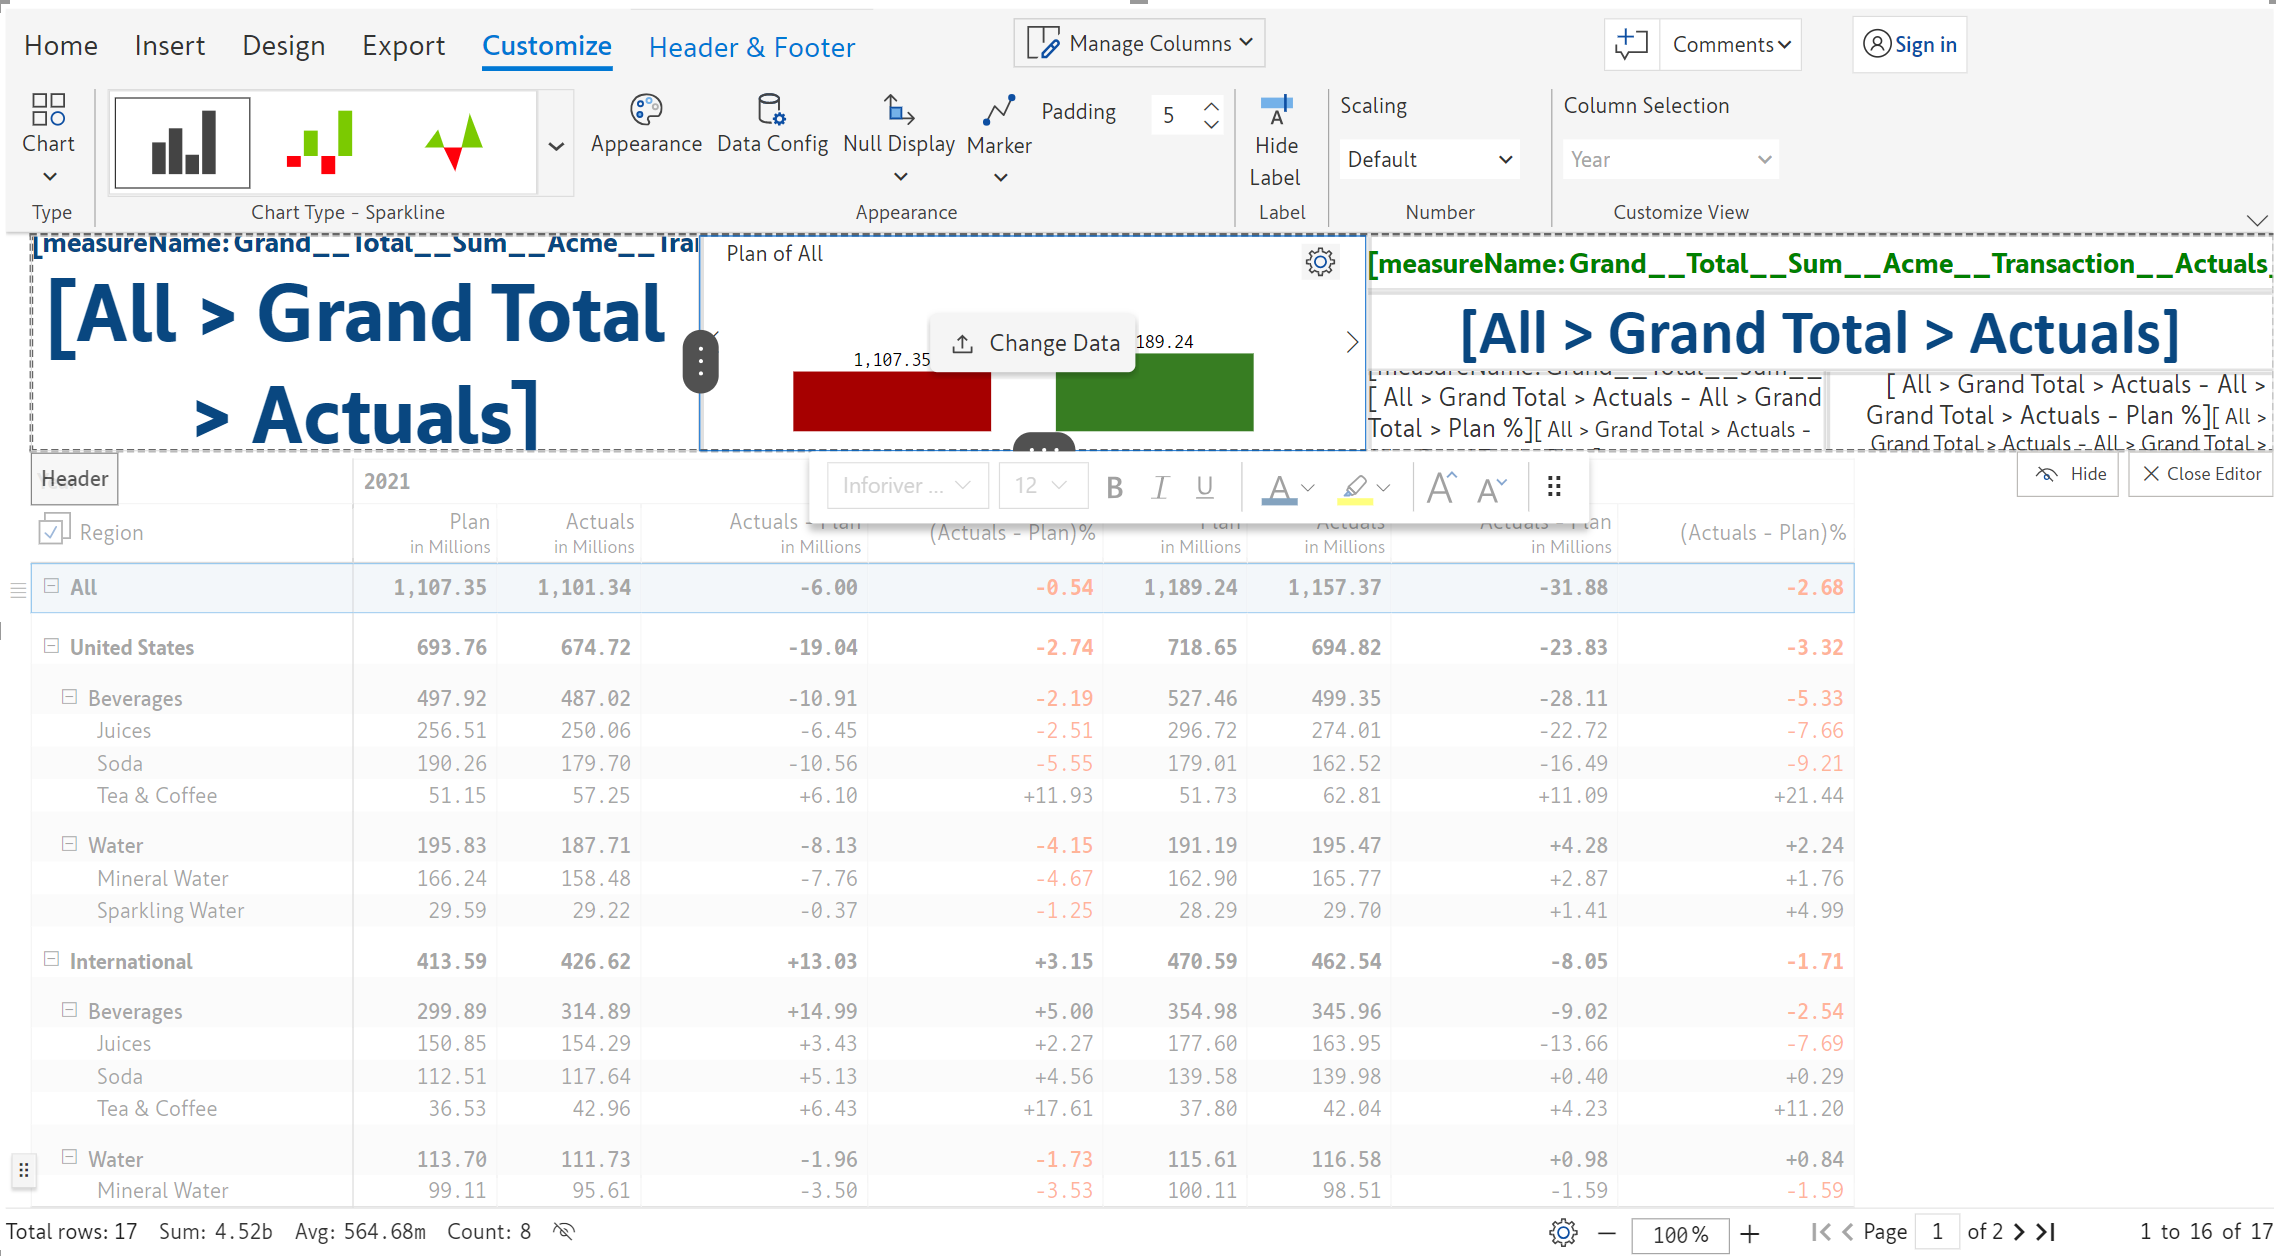 Home Insert Design Export Customize Header & Footer Manage Columns Comments Sign in
Chart Appearance Data Config Null Display Marker Padding 5 Hide Label Scaling Default Column Selection Year
Type Chart Type - Sparkline Appearance Label Number Customize View
[measureName: Grand__Total__Sum__Acme__Tra
[All > Grand Total
> Actuals]
Plan of All
1,107.35 Change Data 189.24
[measureName: Grand__Total__Sum__Acme__Transaction__Actuals
[All > Grand Total > Actuals]
[measureName: Grand__Total__Sum__
[ All > Grand Total > Actuals - All > Grand
Total > Plan %][ All > Grand Total > Actuals -
[ All > Grand Total > Actuals - All >
Grand Total > Actuals - Plan %][ All >
Grand Total > Actuals - All > Grand Total >
Header 2021 Inforiver ... 12 B I U A A A Hide Close Editor
Region Plan Actuals Actuals - Plan (Actuals - Plan)% Plan Actuals Actuals - Plan (Actuals - Plan)%
in Millions in Millions in Millions in Millions in Millions in Millions
All 1,107.35 1,101.34 -6.00 -0.54 1,189.24 1,157.37 -31.88 -2.68
United States 693.76 674.72 -19.04 -2.74 718.65 694.82 -23.83 -3.32
Beverages 497.92 487.02 -10.91 -2.19 527.46 499.35 -28.11 -5.33
Juices 256.51 250.06 -6.45 -2.51 296.72 274.01 -22.72 -7.66
Soda 190.26 179.70 -10.56 -5.55 179.01 162.52 -16.49 -9.21
Tea & Coffee 51.15 57.25 +6.10 +11.93 51.73 62.81 +11.09 +21.44
Water 195.83 187.71 -8.13 -4.15 191.19 195.47 +4.28 +2.24
Mineral Water 166.24 158.48 -7.76 -4.67 162.90 165.77 +2.87 +1.76
Sparkling Water 29.59 29.22 -0.37 -1.25 28.29 29.70 +1.41 +4.99
International 413.59 426.62 +13.03 +3.15 470.59 462.54 -8.05 -1.71
Beverages 299.89 314.89 +14.99 +5.00 354.98 345.96 -9.02 -2.54
Juices 150.85 154.29 +3.43 +2.27 177.60 163.95 -13.66 -7.69
Soda 112.51 117.64 +5.13 +4.56 139.58 139.98 +0.40 +0.29
Tea & Coffee 36.53 42.96 +6.43 +17.61 37.80 42.04 +4.23 +11.20
Water 113.70 111.73 -1.96 -1.73 115.61 116.58 +0.98 +0.84
Mineral Water 99.11 95.61 -3.50 -3.53 100.11 98.51 -1.59 -1.59
Total rows: 17 Sum: 4.52b Avg: 564.68m Count: 8 100% Page 1 of 2 1 to 16 of 17